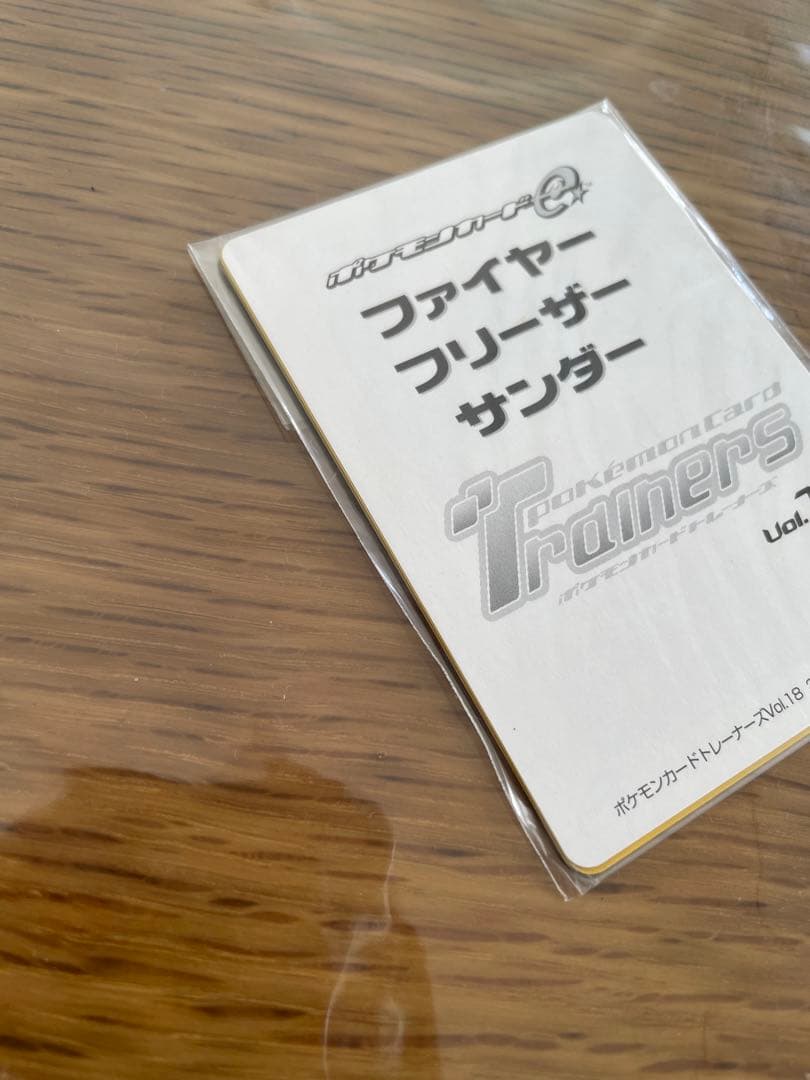 ポケモンカードe
ファイヤー
フリーザー
サンダー
pokémon card
Trainers
ポケモンカードトレーナーズ
Vol.
ポケモンカードトレーナーズVol.18